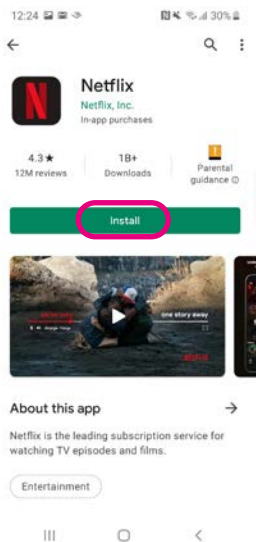 12:24
30%
N
Netflix
Netflix, Inc.
In-app purchases
4.3★
12M reviews
1B+
Downloads
Parental
guidance
Install
one story away
NETFLIX
About this app
Netflix is the leading subscription service for
watching TV episodes and films.
Entertainment